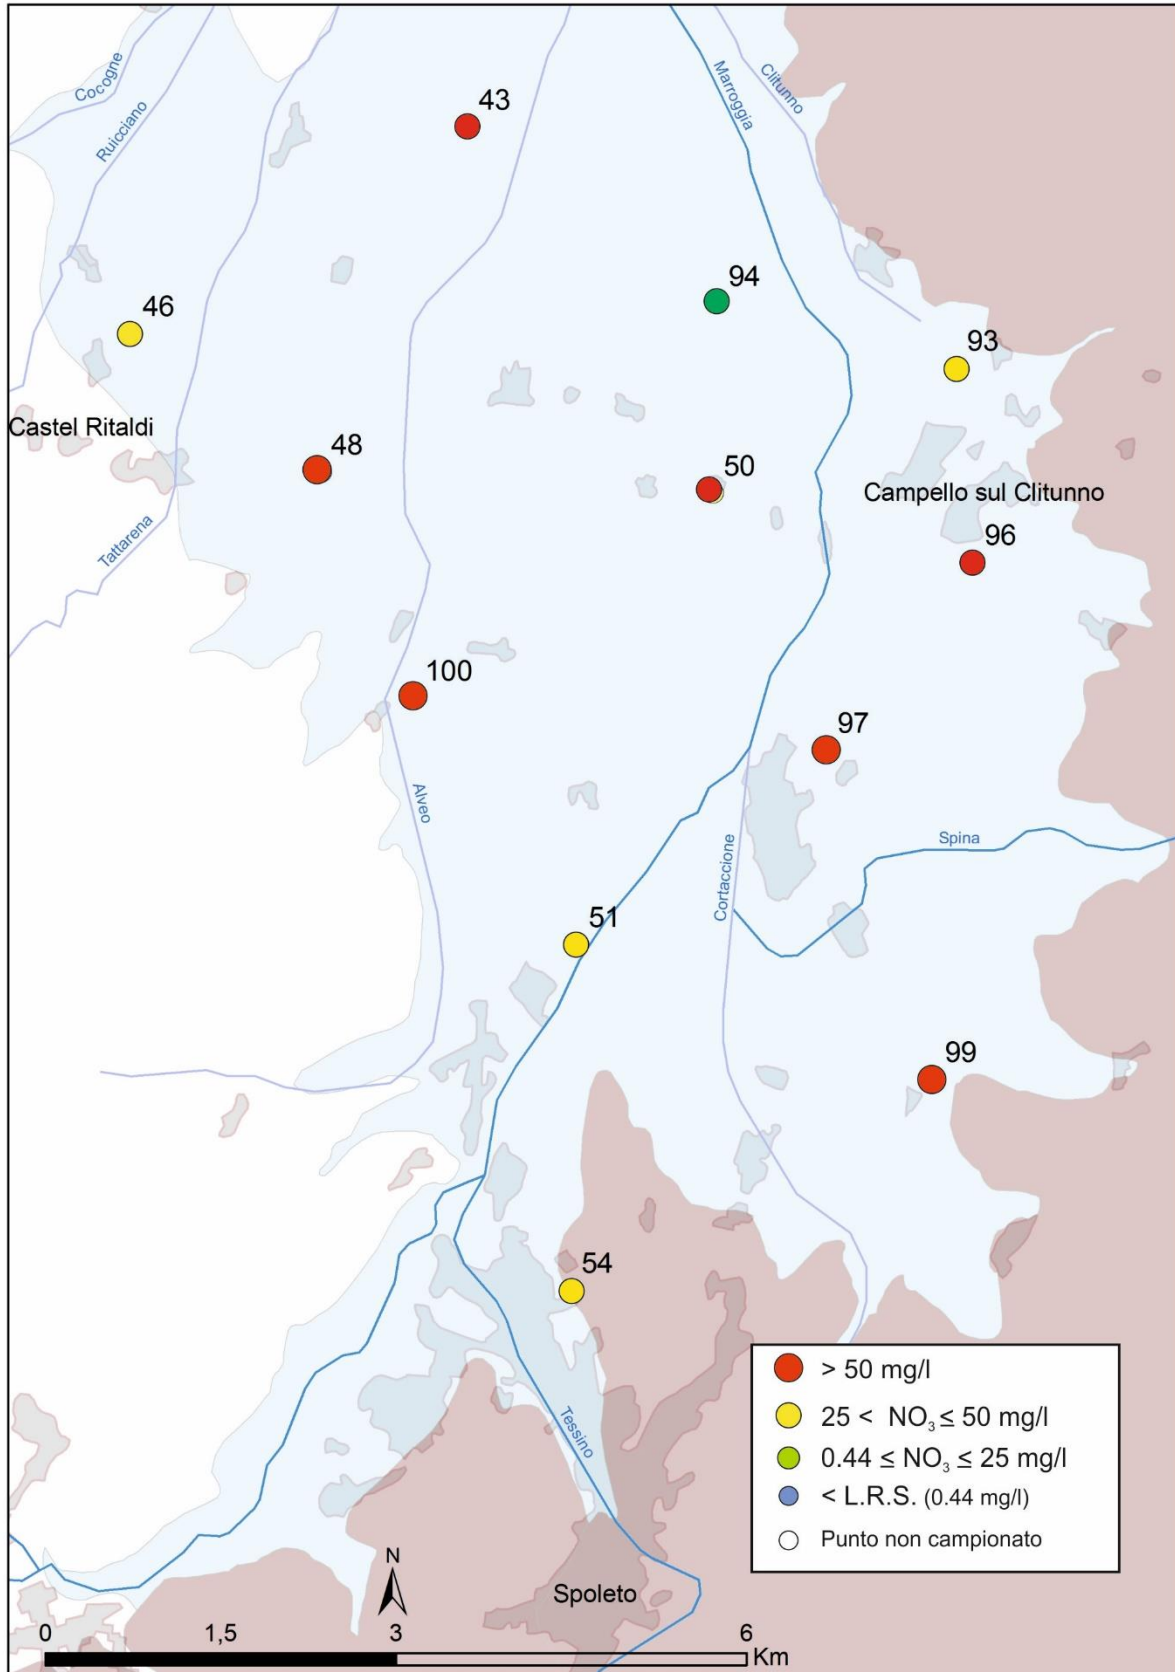 Cocogne
Ruicciano
43
Marroggia
Clitunno
94
46
93
Castel Ritaldi
48
50
Campello sul Clitunno
96
Tattarena
100
97
Alveo
Spina
Cortaccione
51
99
54
Tessino
> 50 mg/l
25 < NO₃ ≤ 50 mg/l
0.44 ≤ NO₃ ≤ 25 mg/l
< L.R.S. (0.44 mg/l)
Punto non campionato
N
Spoleto
0 1,5 3 6 Km